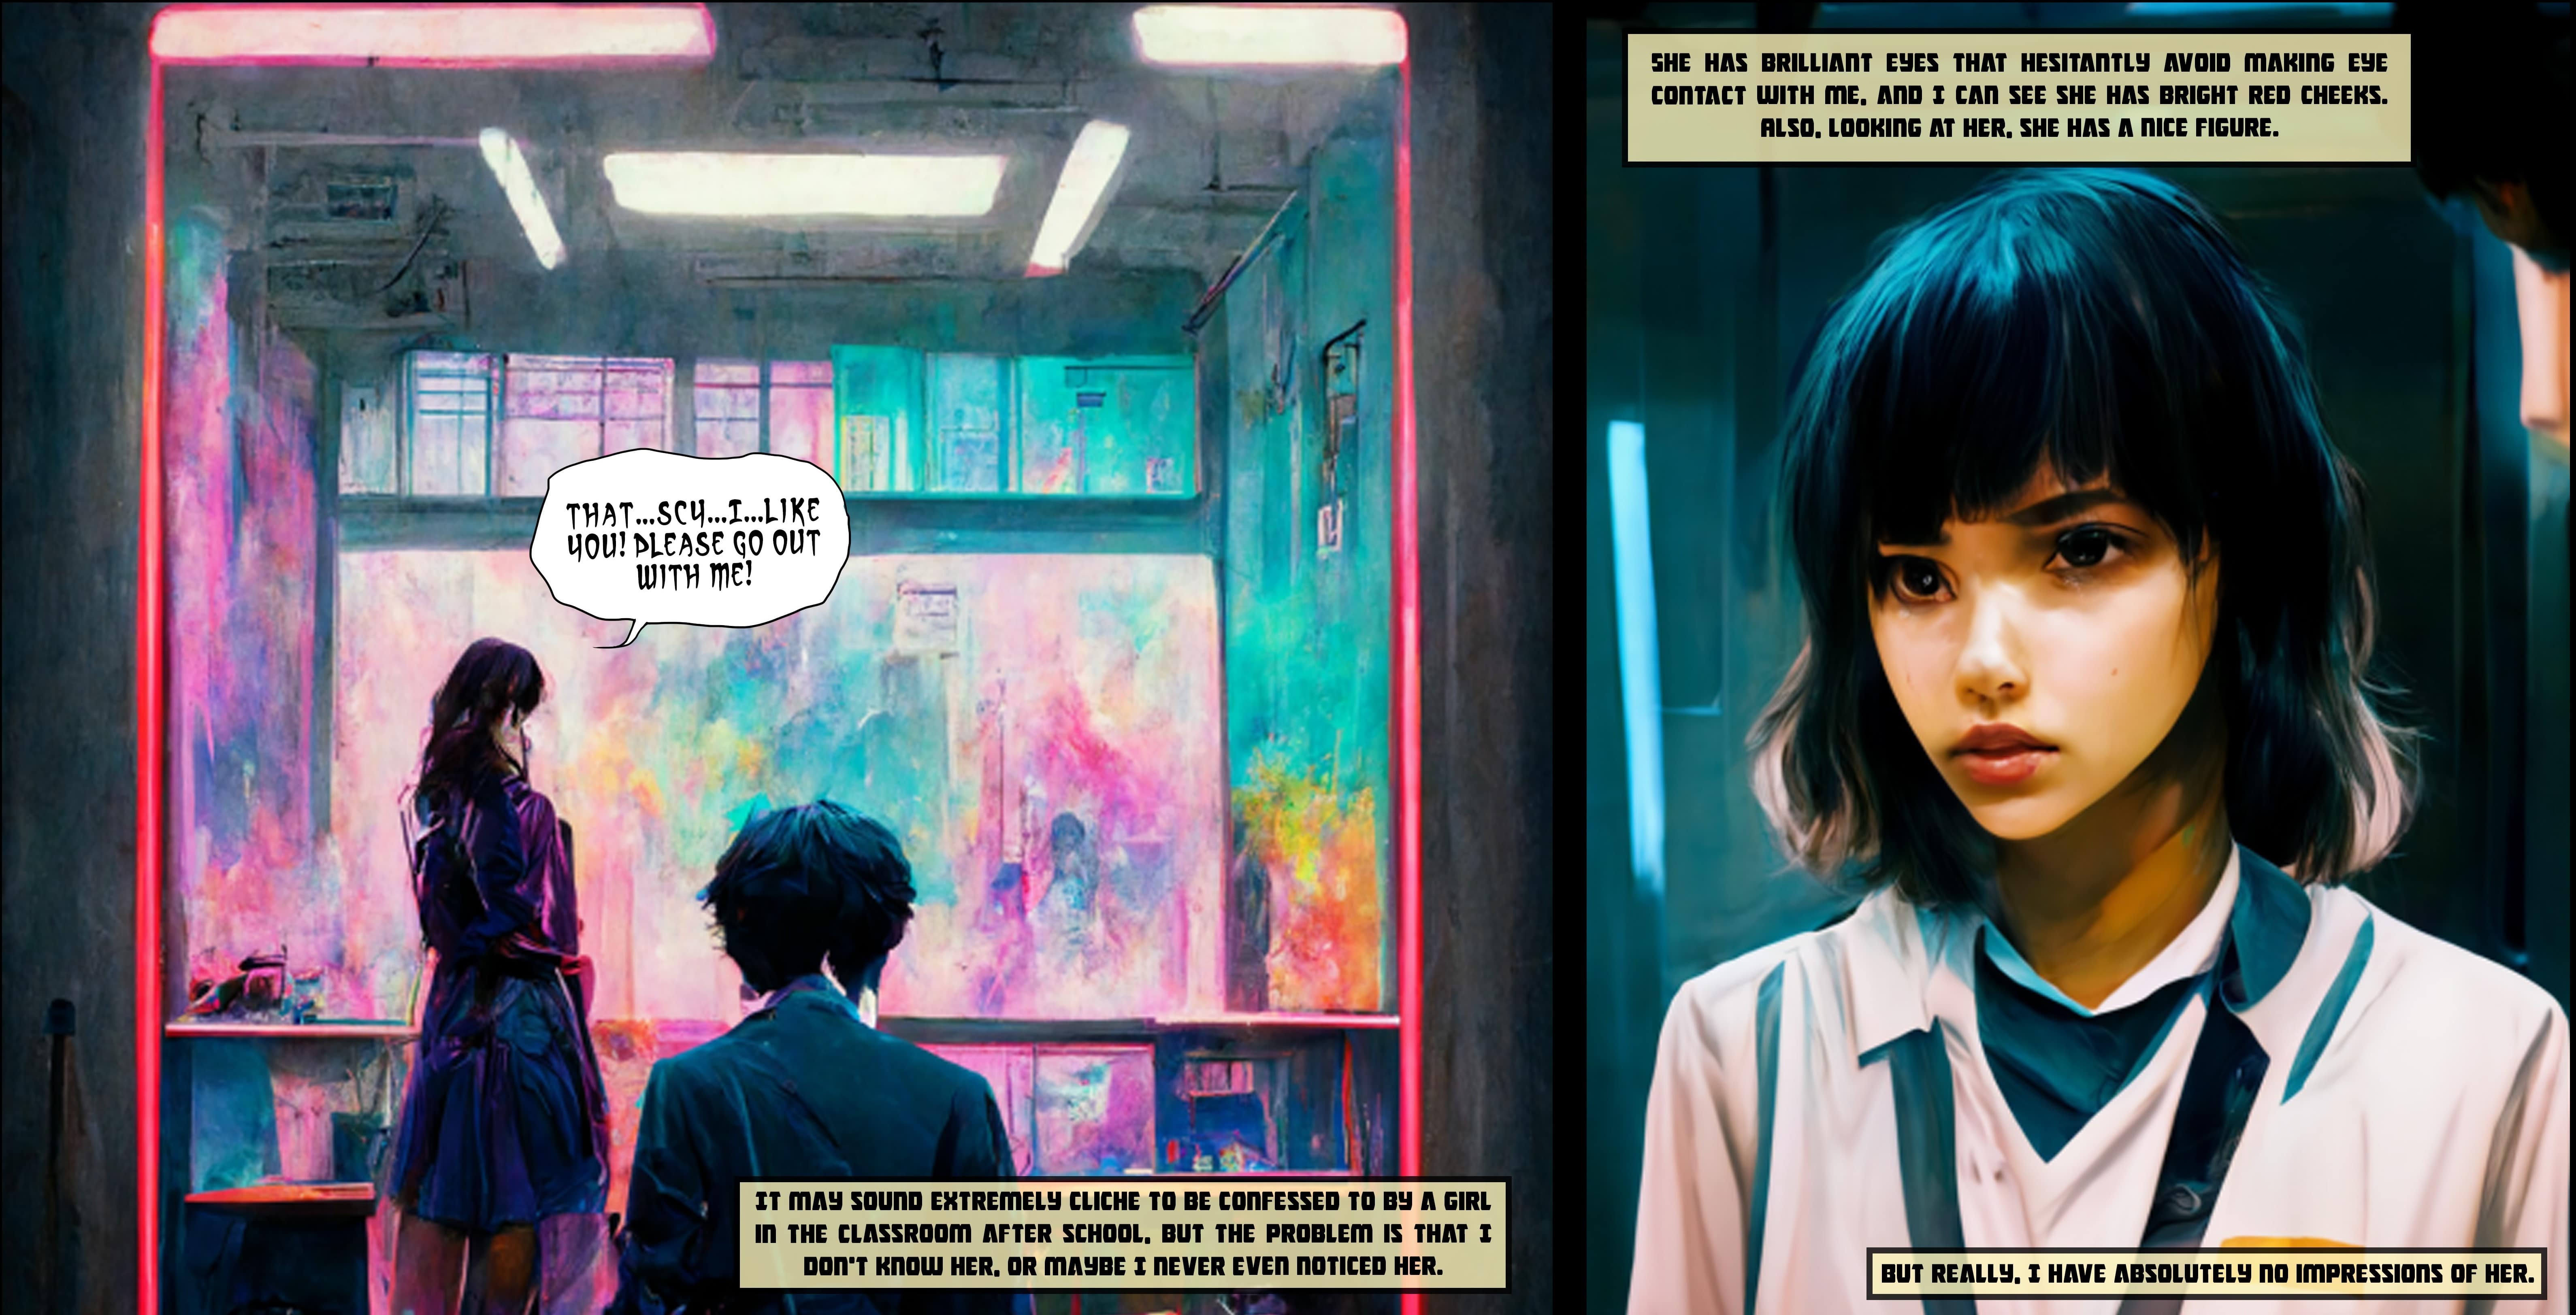 THAT...SCY...I...LIKE
YOU! PLEASE GO OUT
WITH ME!
IT MAY SOUND EXTREMELY CLICHE TO BE CONFESSED TO BY A GIRL
IN THE CLASSROOM AFTER SCHOOL, BUT THE PROBLEM IS THAT I
DON'T KNOW HER, OR MAYBE I NEVER EVEN NOTICED HER.
SHE HAS BRILLIANT EYES THAT HESITANTLY AVOID MAKING EYE
CONTACT WITH ME, AND I CAN SEE SHE HAS BRIGHT RED CHEEKS.
ALSO, LOOKING AT HER, SHE HAS A NICE FIGURE.
BUT REALLY, I HAVE ABSOLUTELY NO IMPRESSIONS OF HER.